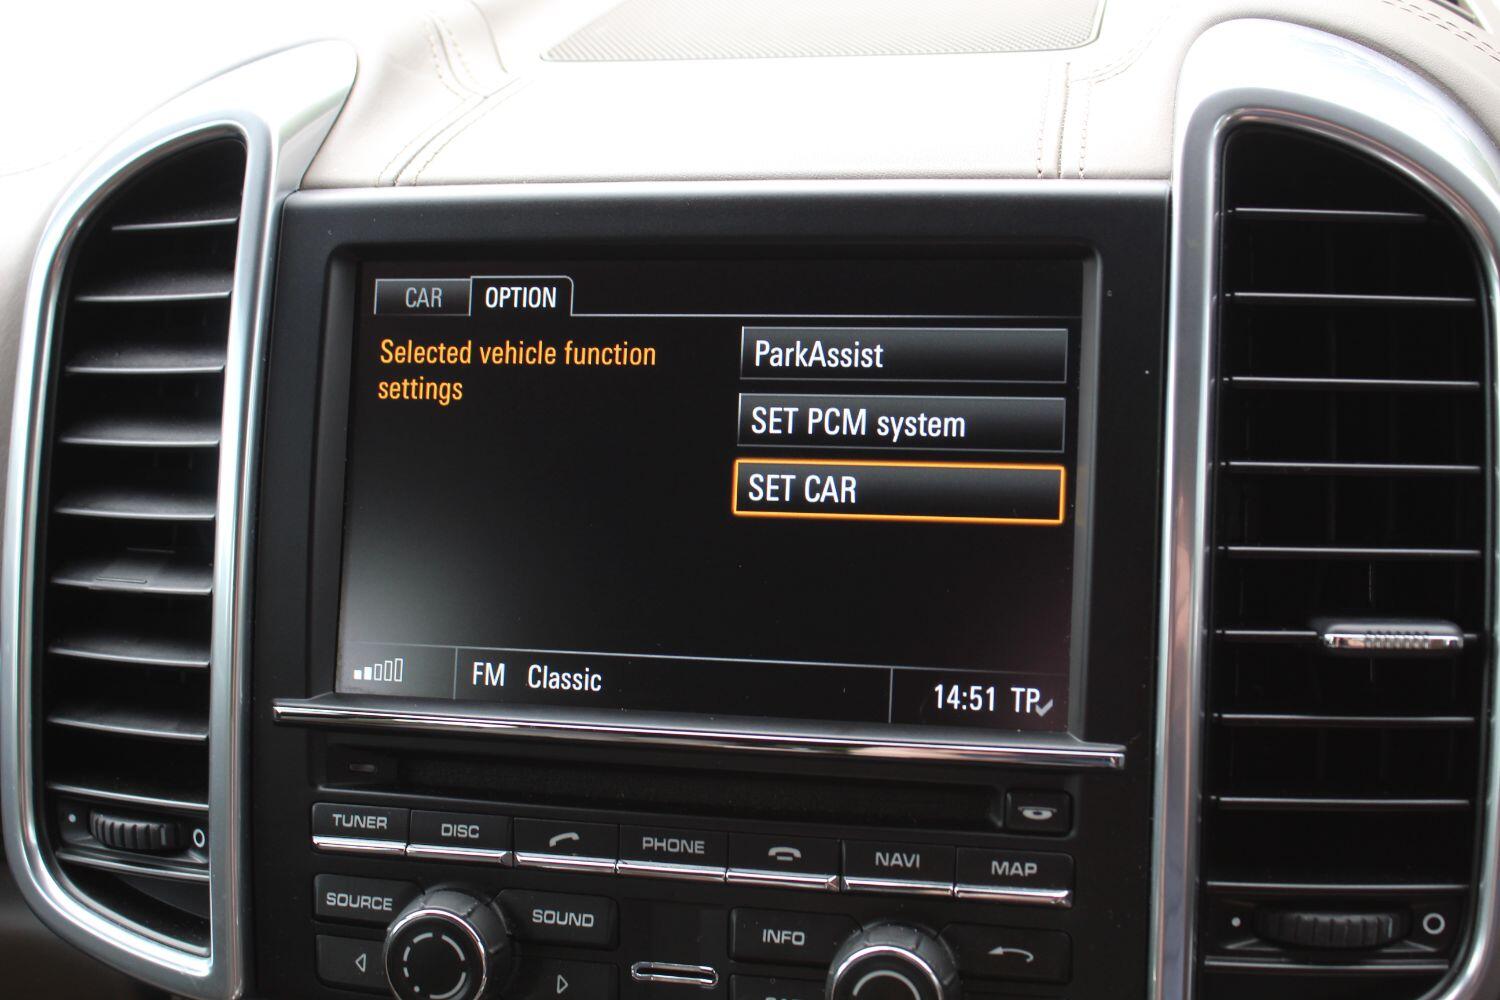 CAR OPTION
Selected vehicle function
settings
ParkAssist
SET PCM system
SET CAR
FM Classic 14:51 TP
TUNER DISC PHONE NAVI MAP
SOURCE SOUND INFO